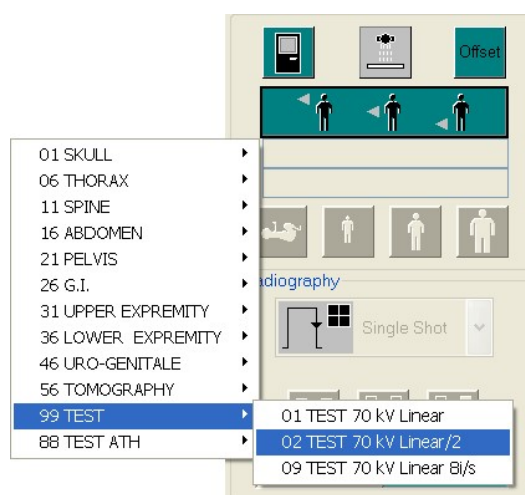 Offset
01 SKULL
06 THORAX
11 SPINE
16 ABDOMEN
21 PELVIS
26 G.I.
31 UPPER EXPREMITY
36 LOWER EXPREMITY
46 URO-GENITALE
56 TOMOGRAPHY
99 TEST
88 TEST ATH
adiography
Single Shot
01 TEST 70 kV Linear
02 TEST 70 kV Linear/2
09 TEST 70 kV Linear 8i/s